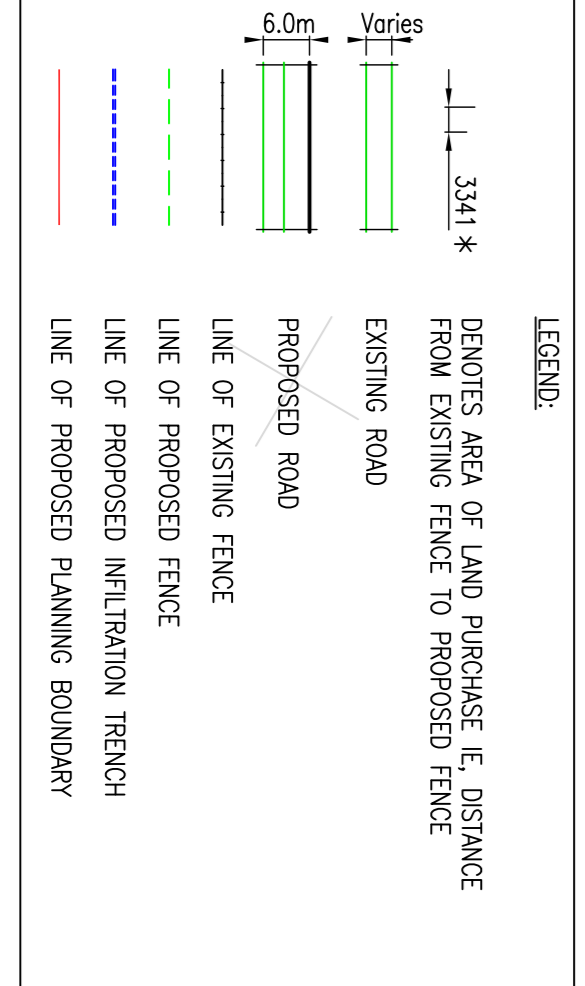 LEGEND:
3341 *
DENOTES AREA OF LAND PURCHASE IE, DISTANCE
FROM EXISTING FENCE TO PROPOSED FENCE
Varies
EXISTING ROAD
6.0m
PROPOSED ROAD
LINE OF EXISTING FENCE
LINE OF PROPOSED FENCE
LINE OF PROPOSED INFILTRATION TRENCH
LINE OF PROPOSED PLANNING BOUNDARY